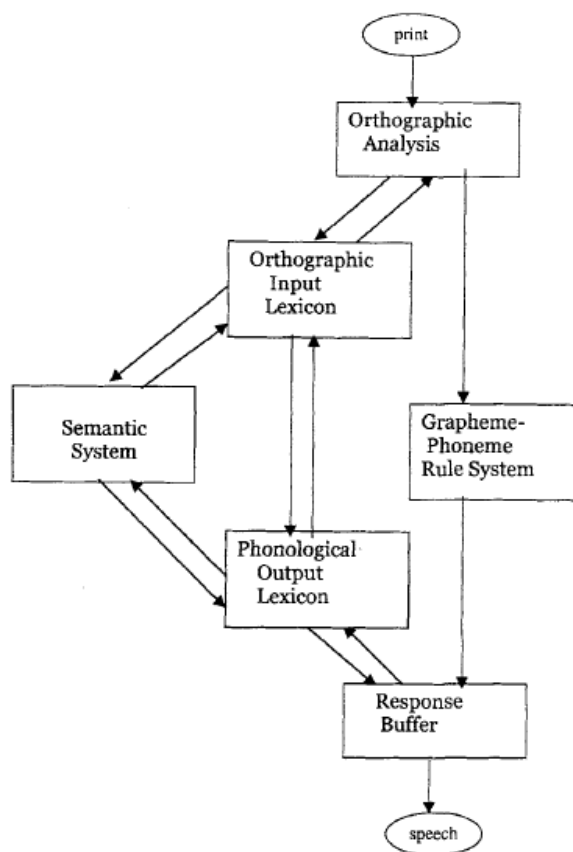 print
Orthographic
Analysis
Orthographic
Input
Lexicon
Semantic
System
Grapheme-
Phoneme
Rule System
Phonological
Output
Lexicon
Response
Buffer
speech